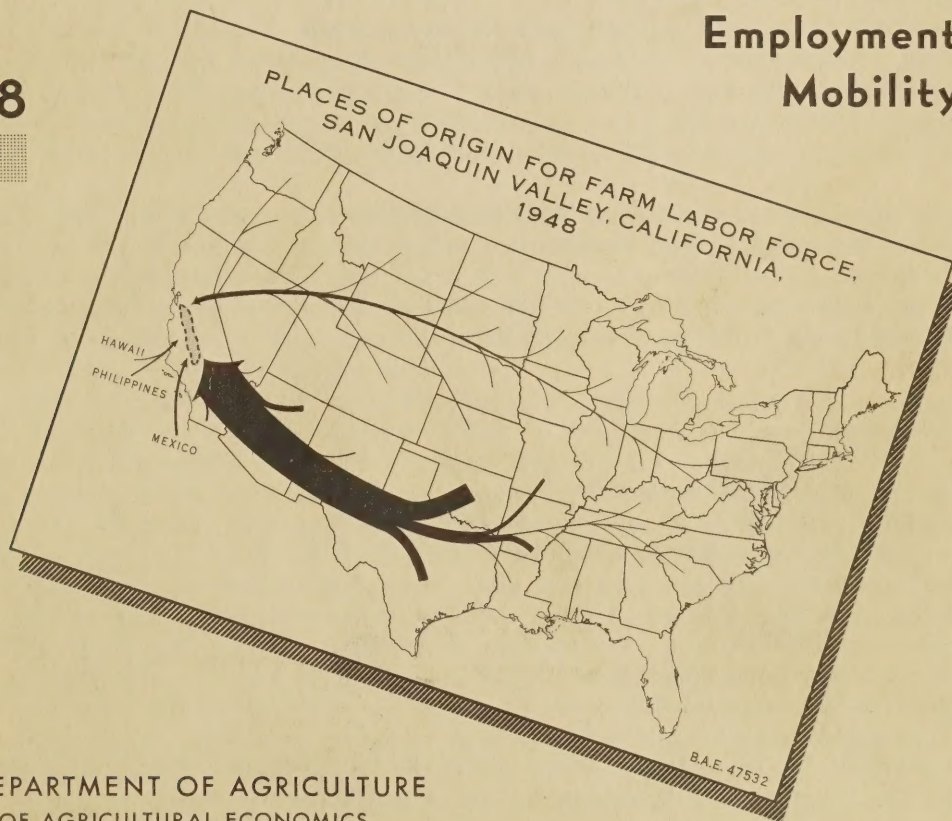 Employment
Mobility
8
PLACES OF ORIGIN FOR FARM LABOR FORCE,
SAN JOAQUIN VALLEY, CALIFORNIA,
1948
HAWAII
PHILIPPINES
MEXICO
B.A.E. 47532
EPARTMENT OF AGRICULTURE
OF AGRICULTURAL ECONOMICS